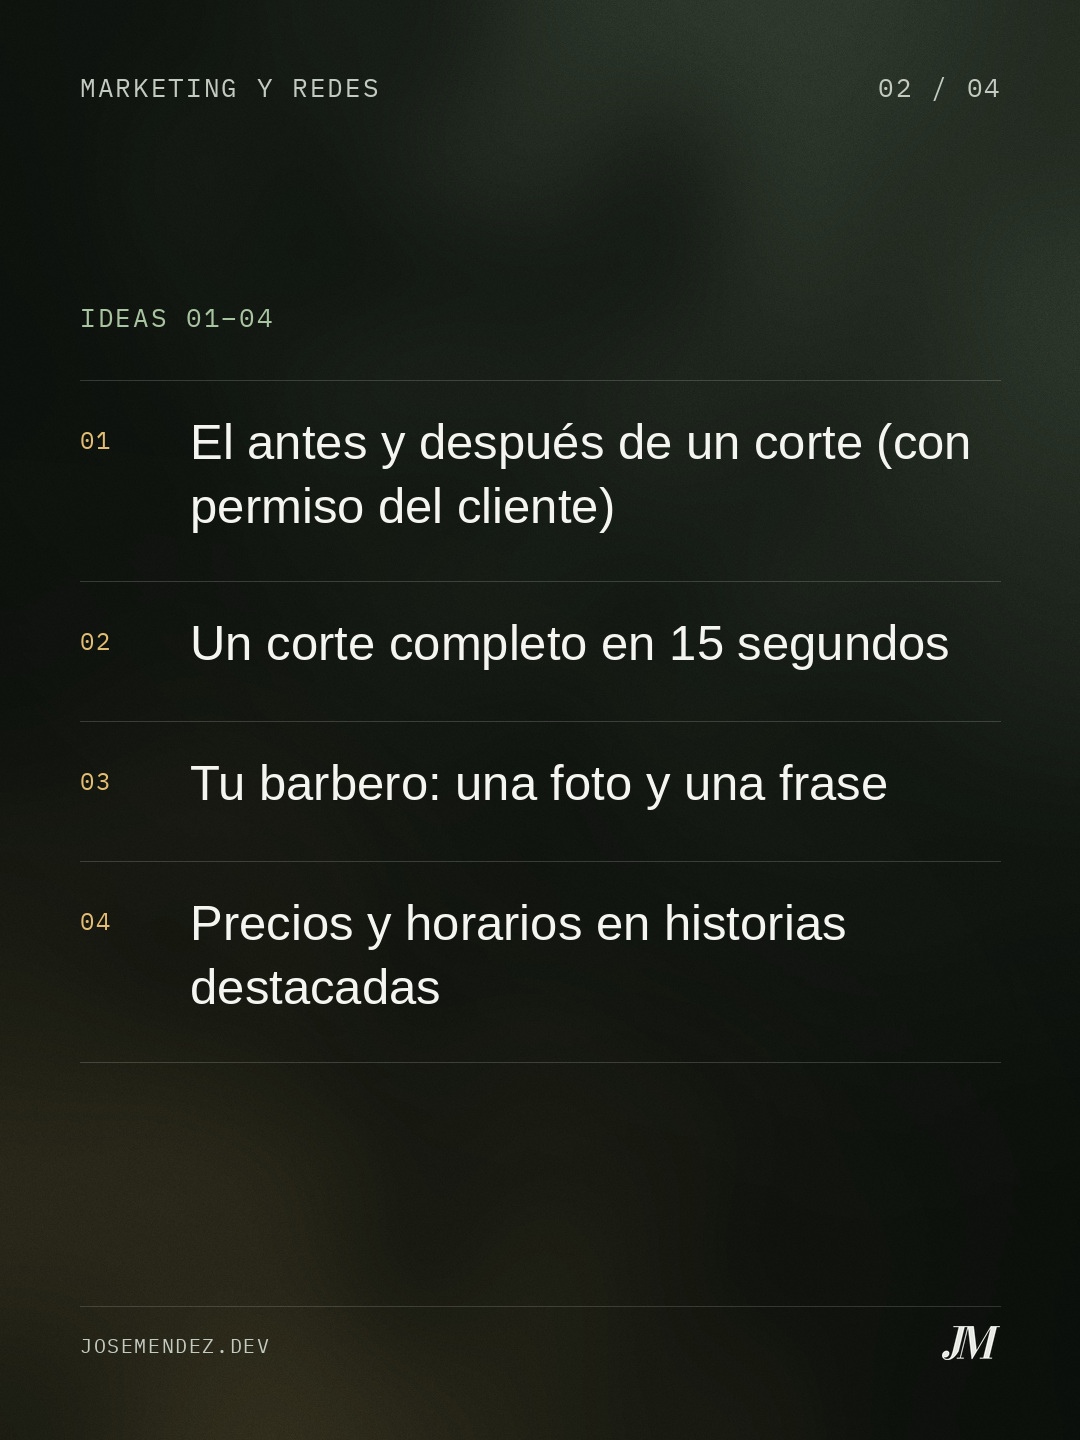 MARKETING Y REDES
02 / 04
IDEAS 01–04
01
El antes y después de un corte (con
permiso del cliente)
02
Un corte completo en 15 segundos
03
Tu barbero: una foto y una frase
04
Precios y horarios en historias
destacadas
JOSEMENDEZ.DEV
JM